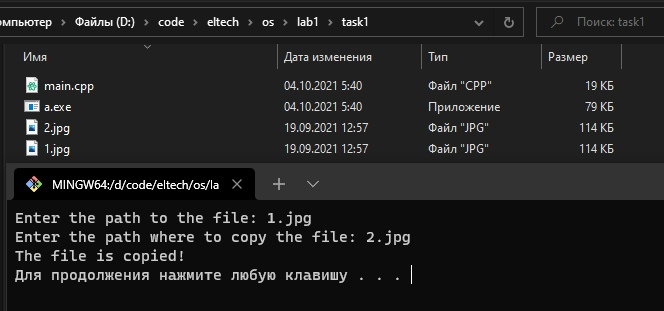 омпьютер > Файлы (D:) > code > eltech > os > lab1 > task1
Поиск: task1
Имя Дата изменения Тип Размер
main.cpp 04.10.2021 5:40 Файл "CPP" 19 КБ
a.exe 04.10.2021 5:40 Приложение 79 КБ
2.jpg 19.09.2021 12:57 Файл "JPG" 114 КБ
1.jpg 19.09.2021 12:57 Файл "JPG" 114 КБ
MINGW64:/d/code/eltech/os/la
Enter the path to the file: 1.jpg
Enter the path where to copy the file: 2.jpg
The file is copied!
Для продолжения нажмите любую клавишу . . .